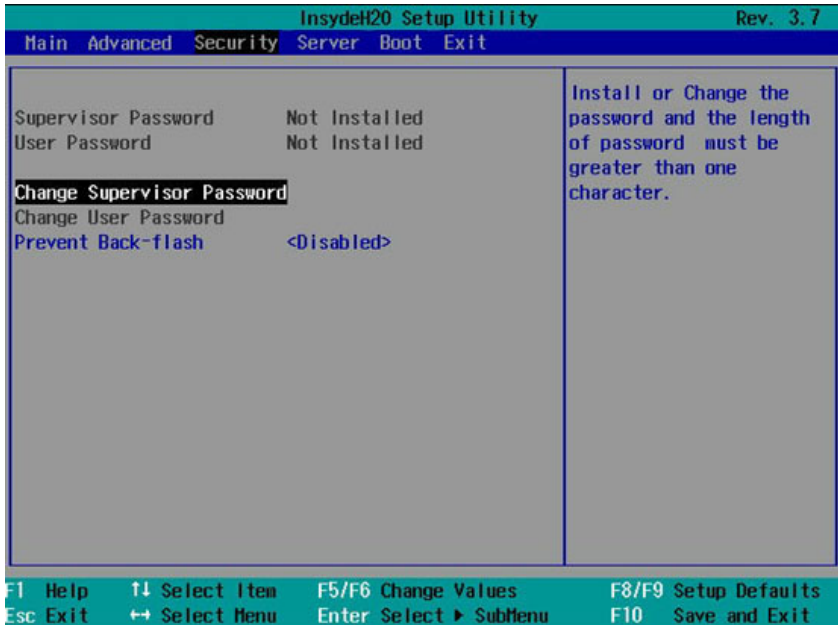 InsydeH20 Setup Utility Rev. 3.7
Main Advanced Security Server Boot Exit
Supervisor Password Not Installed
User Password Not Installed
Change Supervisor Password
Change User Password
Prevent Back-flash <Disabled>
Install or Change the
password and the length
of password must be
greater than one
character.
F1 Help ↑↓ Select Item F5/F6 Change Values F8/F9 Setup Defaults
Esc Exit ↔ Select Menu Enter Select ▶ SubMenu F10 Save and Exit